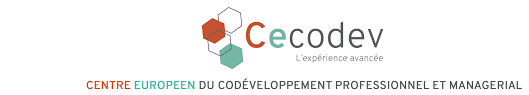 Cecodev
L'expérience avancée
CENTRE EUROPEEN DU CODÉVELOPPEMENT PROFESSIONNEL ET MANAGERIAL